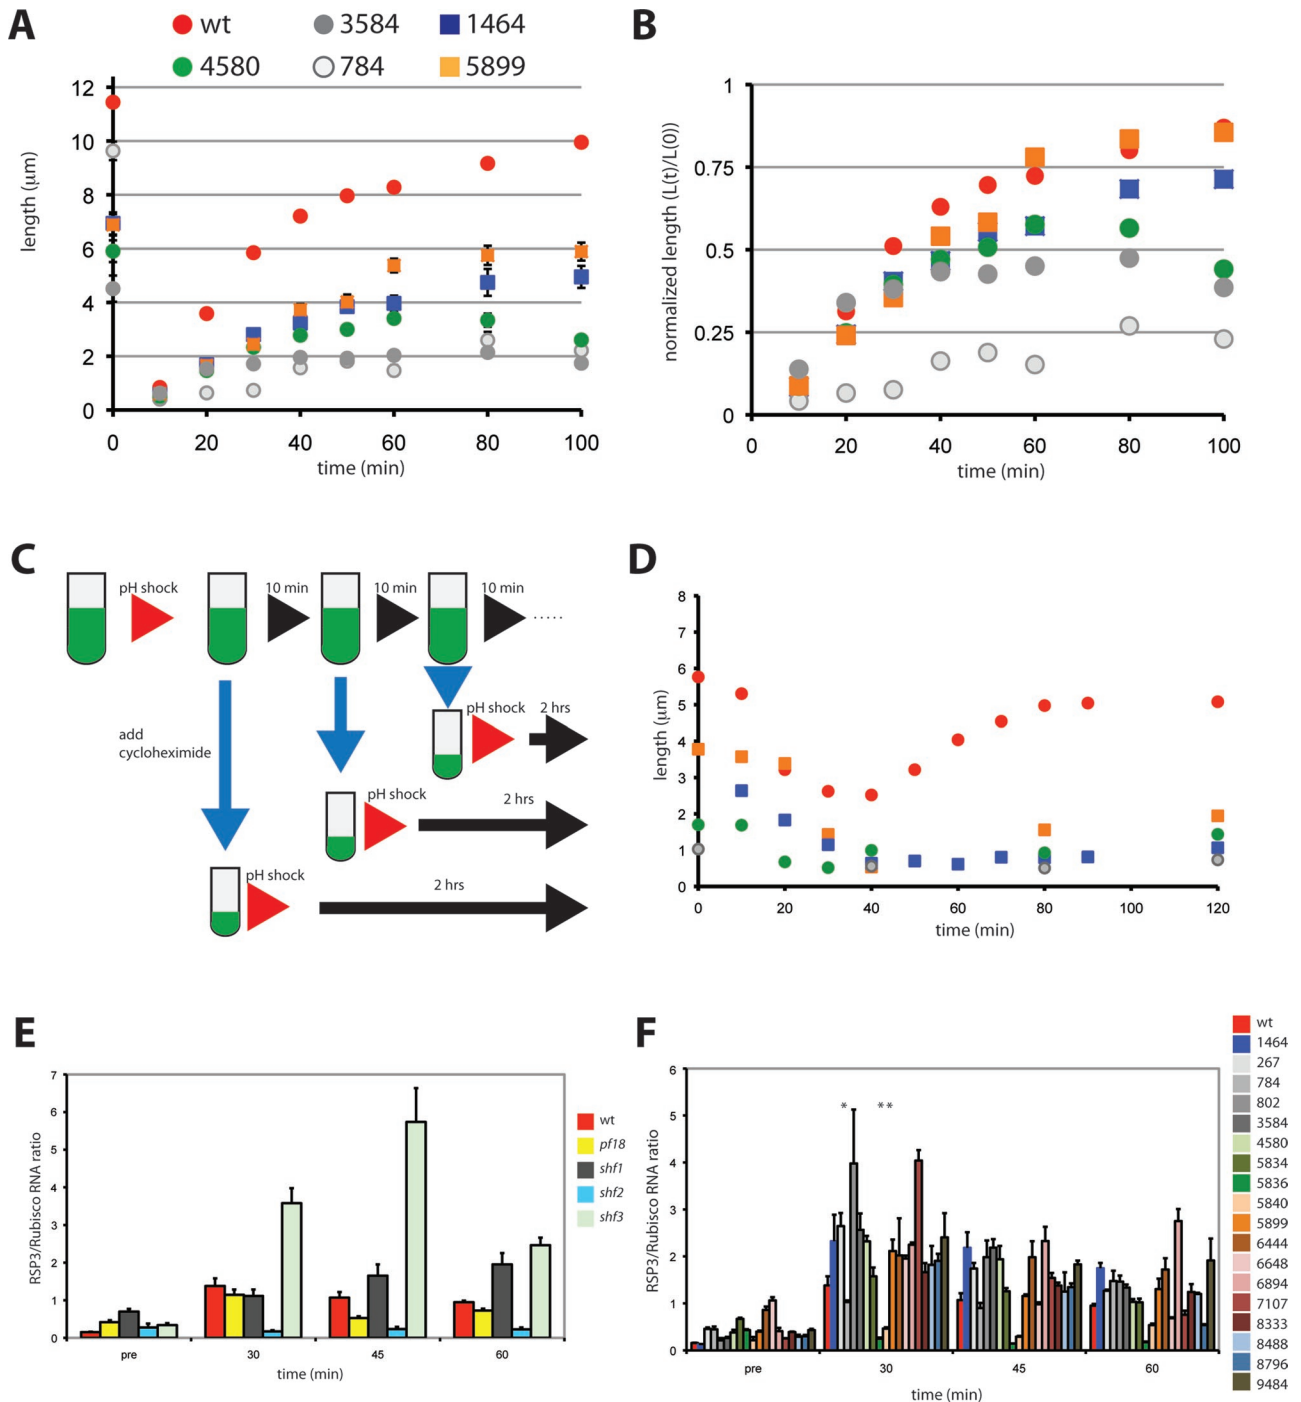 A
wt 3584 1464
4580 784 5899
length (μm)
12
10
8
6
4
2
0
0 20 40 60 80 100
time (min)
B
normalized length (L(t)/L(0))
1
0.75
0.5
0.25
0
0 20 40 60 80 100
time (min)
C
pH shock 10 min 10 min 10 min
.....
pH shock 2 hrs
add
cycloheximide
pH shock 2 hrs
pH shock 2 hrs
D
length (μm)
8
7
6
5
4
3
2
1
0
0 20 40 60 80 100 120
time (min)
E
RSP3/Rubisco RNA ratio
7
6
5
4
3
2
1
0
pre 30 45 60
time (min)
wt
pf18
shf1
shf2
shf3
F
RSP3/Rubisco RNA ratio
6
5
4
3
2
1
0
* **
pre 30 45 60
time (min)
wt
1464
267
784
802
3584
4580
5834
5836
5840
5899
6444
6648
6894
7107
8333
8488
8796
9484